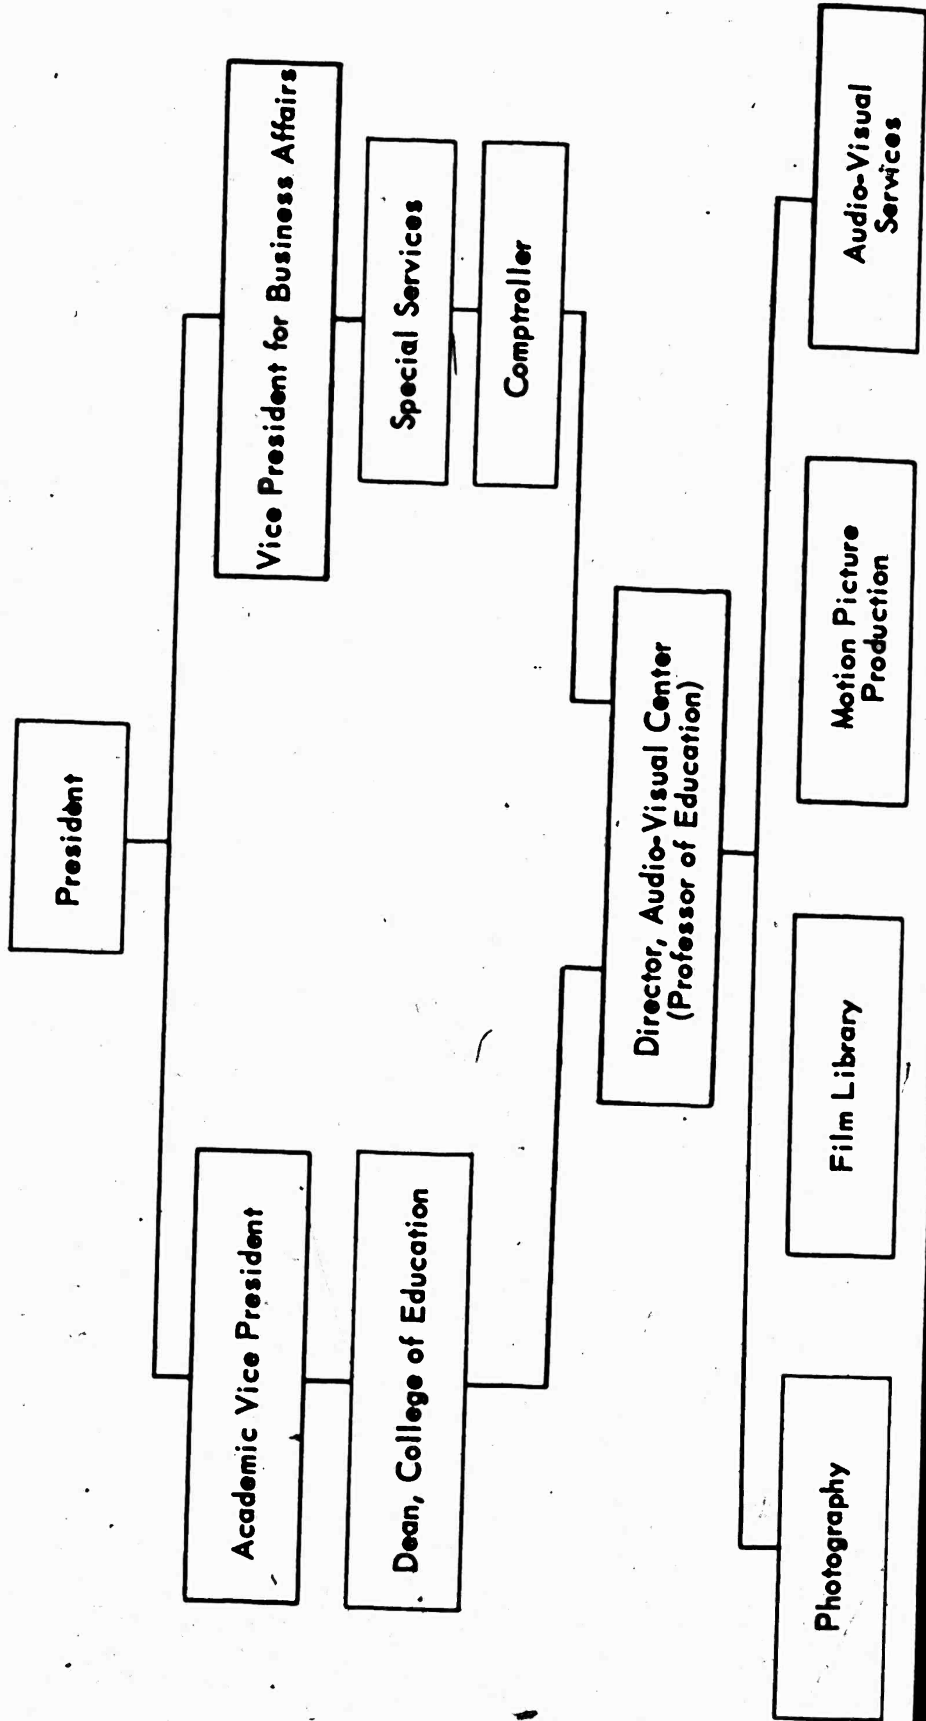 President
Academic Vice President
Vice President for Business Affairs
Dean, College of Education
Special Services
Comptroller
Director, Audio-Visual Center
(Professor of Education)
Photography
Film Library
Motion Picture
Production
Audio-Visual
Services